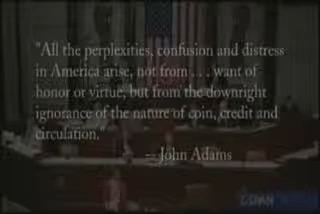 "All the perplexities, confusion and distress
in America arise, not from . . . want of
honor or virtue, but from the downright
ignorance of the nature of coin, credit and
circulation."
—John Adams